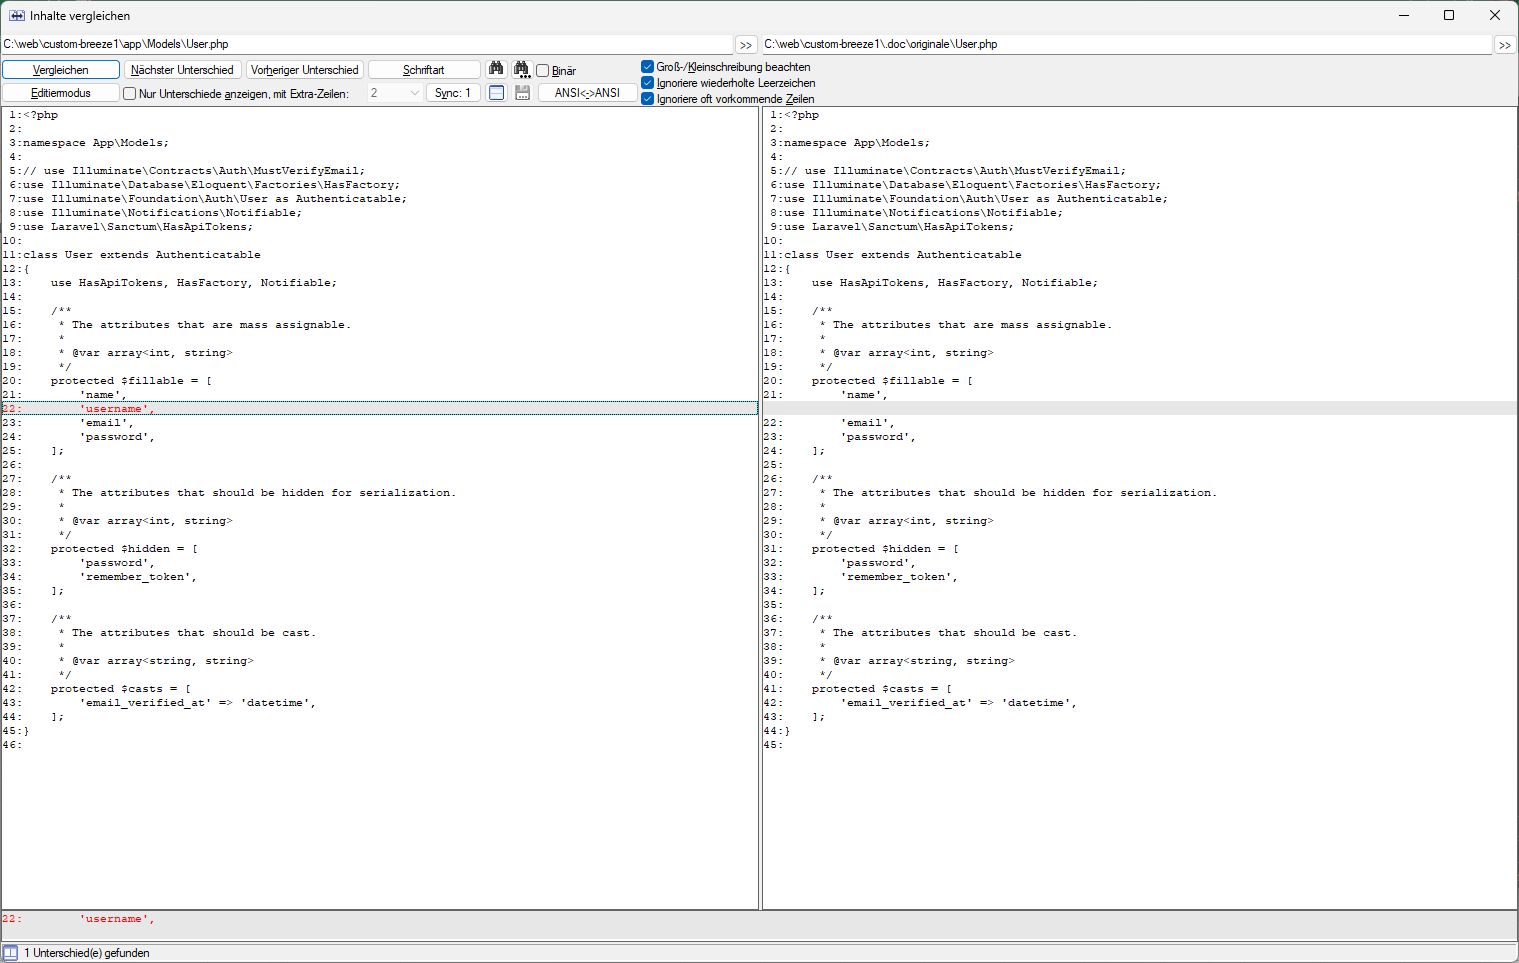 Inhalte vergleichen
C:\web\custom-breeze1\app\Models\User.php
>>
C:\web\custom-breeze1\.doc\originale\User.php
>>
Vergleichen
Nächster Unterschied
Vorheriger Unterschied
Schriftart
Binär
Groß-/Kleinschreibung beachten
Ignoriere wiederholte Leerzeichen
Editiermodus
Nur Unterschiede anzeigen, mit Extra-Zeilen:
2
Sync: 1
ANSI<->ANSI
Ignoriere oft vorkommende Zeilen
1:<?php
2:
3:namespace App\Models;
4:
5:// use Illuminate\Contracts\Auth\MustVerifyEmail;
6:use Illuminate\Database\Eloquent\Factories\HasFactory;
7:use Illuminate\Foundation\Auth\User as Authenticatable;
8:use Illuminate\Notifications\Notifiable;
9:use Laravel\Sanctum\HasApiTokens;
10:
11:class User extends Authenticatable
12:{
13:    use HasApiTokens, HasFactory, Notifiable;
14:
15:    /**
16:     * The attributes that are mass assignable.
17:     *
18:     * @var array<int, string>
19:     */
20:    protected $fillable = [
21:        'name',
22:        'username',
23:        'email',
24:        'password',
25:    ];
26:
27:    /**
28:     * The attributes that should be hidden for serialization.
29:     *
30:     * @var array<int, string>
31:     */
32:    protected $hidden = [
33:        'password',
34:        'remember_token',
35:    ];
36:
37:    /**
38:     * The attributes that should be cast.
39:     *
40:     * @var array<string, string>
41:     */
42:    protected $casts = [
43:        'email_verified_at' => 'datetime',
44:    ];
45:}
46:
1:<?php
2:
3:namespace App\Models;
4:
5:// use Illuminate\Contracts\Auth\MustVerifyEmail;
6:use Illuminate\Database\Eloquent\Factories\HasFactory;
7:use Illuminate\Foundation\Auth\User as Authenticatable;
8:use Illuminate\Notifications\Notifiable;
9:use Laravel\Sanctum\HasApiTokens;
10:
11:class User extends Authenticatable
12:{
13:    use HasApiTokens, HasFactory, Notifiable;
14:
15:    /**
16:     * The attributes that are mass assignable.
17:     *
18:     * @var array<int, string>
19:     */
20:    protected $fillable = [
21:        'name',
22:        'email',
23:        'password',
24:    ];
25:
26:    /**
27:     * The attributes that should be hidden for serialization.
28:     *
29:     * @var array<int, string>
30:     */
31:    protected $hidden = [
32:        'password',
33:        'remember_token',
34:    ];
35:
36:    /**
37:     * The attributes that should be cast.
38:     *
39:     * @var array<string, string>
40:     */
41:    protected $casts = [
42:        'email_verified_at' => 'datetime',
43:    ];
44:}
45:
22:        'username',
1 Unterschied(e) gefunden